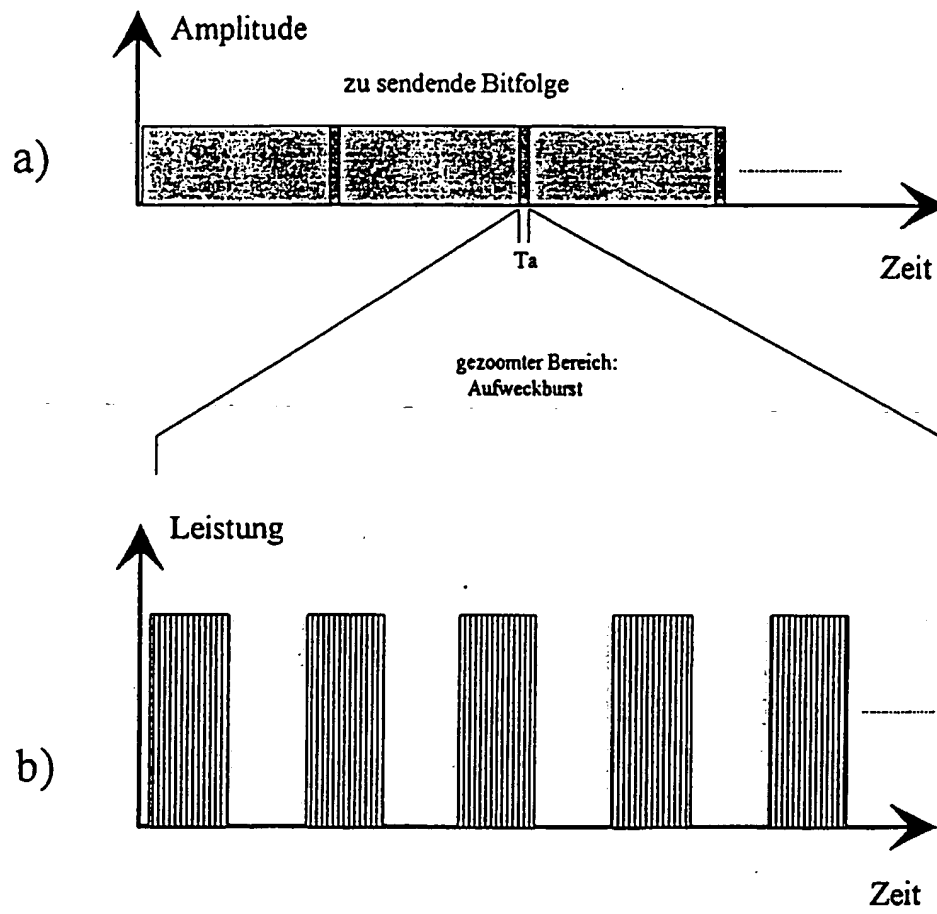 Amplitude
zu sendende Bitfolge
a)
Ta
Zeit
gezoomter Bereich:
Aufweckburst
Leistung
b)
Zeit